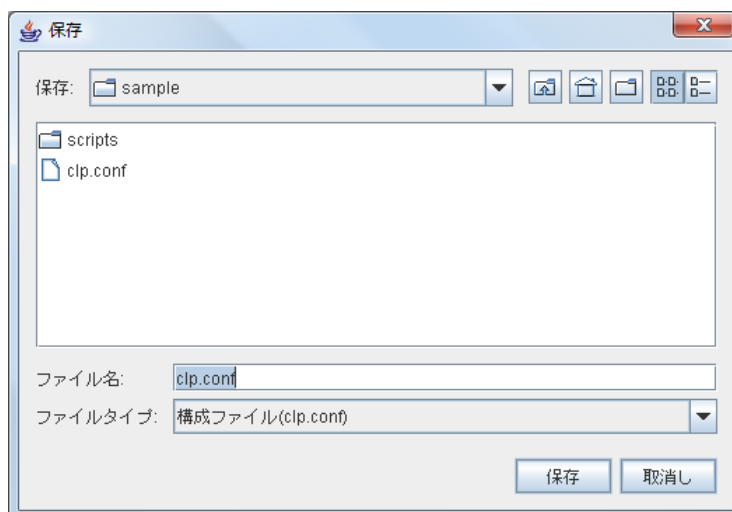 保存
保存: sample
scripts
clp.conf
ファイル名: clp.conf
ファイルタイプ: 構成ファイル(clp.conf)
保存 取消し